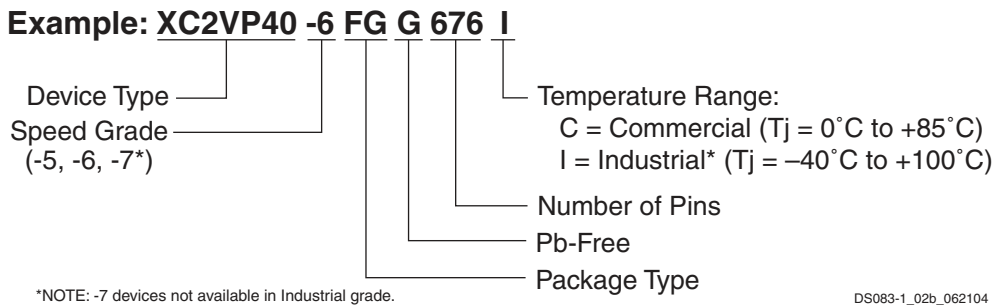 Example: XC2VP40 -6 FG G 676 I
Device Type
Speed Grade
(-5, -6, -7*)
Temperature Range:
C = Commercial (Tj = 0˚C to +85˚C)
I = Industrial* (Tj = –40˚C to +100˚C)
Number of Pins
Pb-Free
Package Type
*NOTE: -7 devices not available in Industrial grade.
DS083-1_02b_062104